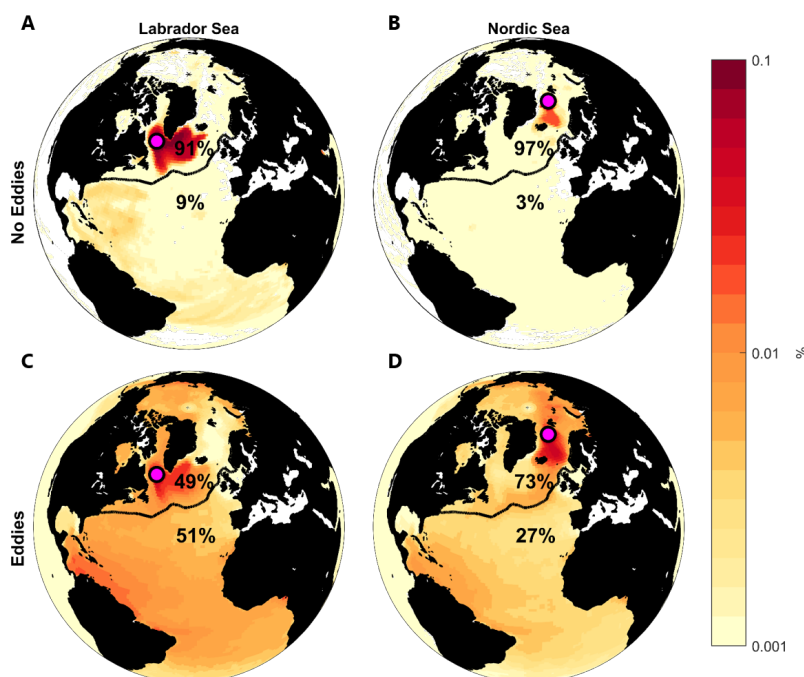 A
B
Labrador Sea
Nordic Sea
0.1
No Eddies
91%
97%
9%
3%
0.01
%
C
D
Eddies
49%
73%
51%
27%
0.001